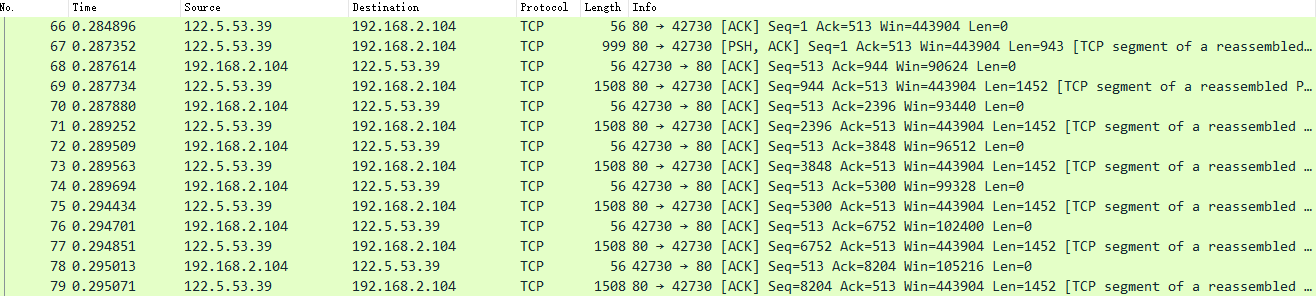 No. Time Source Destination Protocol Length Info
66 0.284896 122.5.53.39 192.168.2.104 TCP 56 80 → 42730 [ACK] Seq=1 Ack=513 Win=443904 Len=0
67 0.287352 122.5.53.39 192.168.2.104 TCP 999 80 → 42730 [PSH, ACK] Seq=1 Ack=513 Win=443904 Len=943 [TCP segment of a reassembled…
68 0.287614 192.168.2.104 122.5.53.39 TCP 56 42730 → 80 [ACK] Seq=513 Ack=944 Win=90624 Len=0
69 0.287734 122.5.53.39 192.168.2.104 TCP 1508 80 → 42730 [ACK] Seq=944 Ack=513 Win=443904 Len=1452 [TCP segment of a reassembled P…
70 0.287880 192.168.2.104 122.5.53.39 TCP 56 42730 → 80 [ACK] Seq=513 Ack=2396 Win=93440 Len=0
71 0.289252 122.5.53.39 192.168.2.104 TCP 1508 80 → 42730 [ACK] Seq=2396 Ack=513 Win=443904 Len=1452 [TCP segment of a reassembled …
72 0.289509 192.168.2.104 122.5.53.39 TCP 56 42730 → 80 [ACK] Seq=513 Ack=3848 Win=96512 Len=0
73 0.289563 122.5.53.39 192.168.2.104 TCP 1508 80 → 42730 [ACK] Seq=3848 Ack=513 Win=443904 Len=1452 [TCP segment of a reassembled …
74 0.289694 192.168.2.104 122.5.53.39 TCP 56 42730 → 80 [ACK] Seq=513 Ack=5300 Win=99328 Len=0
75 0.294434 122.5.53.39 192.168.2.104 TCP 1508 80 → 42730 [ACK] Seq=5300 Ack=513 Win=443904 Len=1452 [TCP segment of a reassembled …
76 0.294701 192.168.2.104 122.5.53.39 TCP 56 42730 → 80 [ACK] Seq=513 Ack=6752 Win=102400 Len=0
77 0.294851 122.5.53.39 192.168.2.104 TCP 1508 80 → 42730 [ACK] Seq=6752 Ack=513 Win=443904 Len=1452 [TCP segment of a reassembled …
78 0.295013 192.168.2.104 122.5.53.39 TCP 56 42730 → 80 [ACK] Seq=513 Ack=8204 Win=105216 Len=0
79 0.295071 122.5.53.39 192.168.2.104 TCP 1508 80 → 42730 [ACK] Seq=8204 Ack=513 Win=443904 Len=1452 [TCP segment of a reassembled …